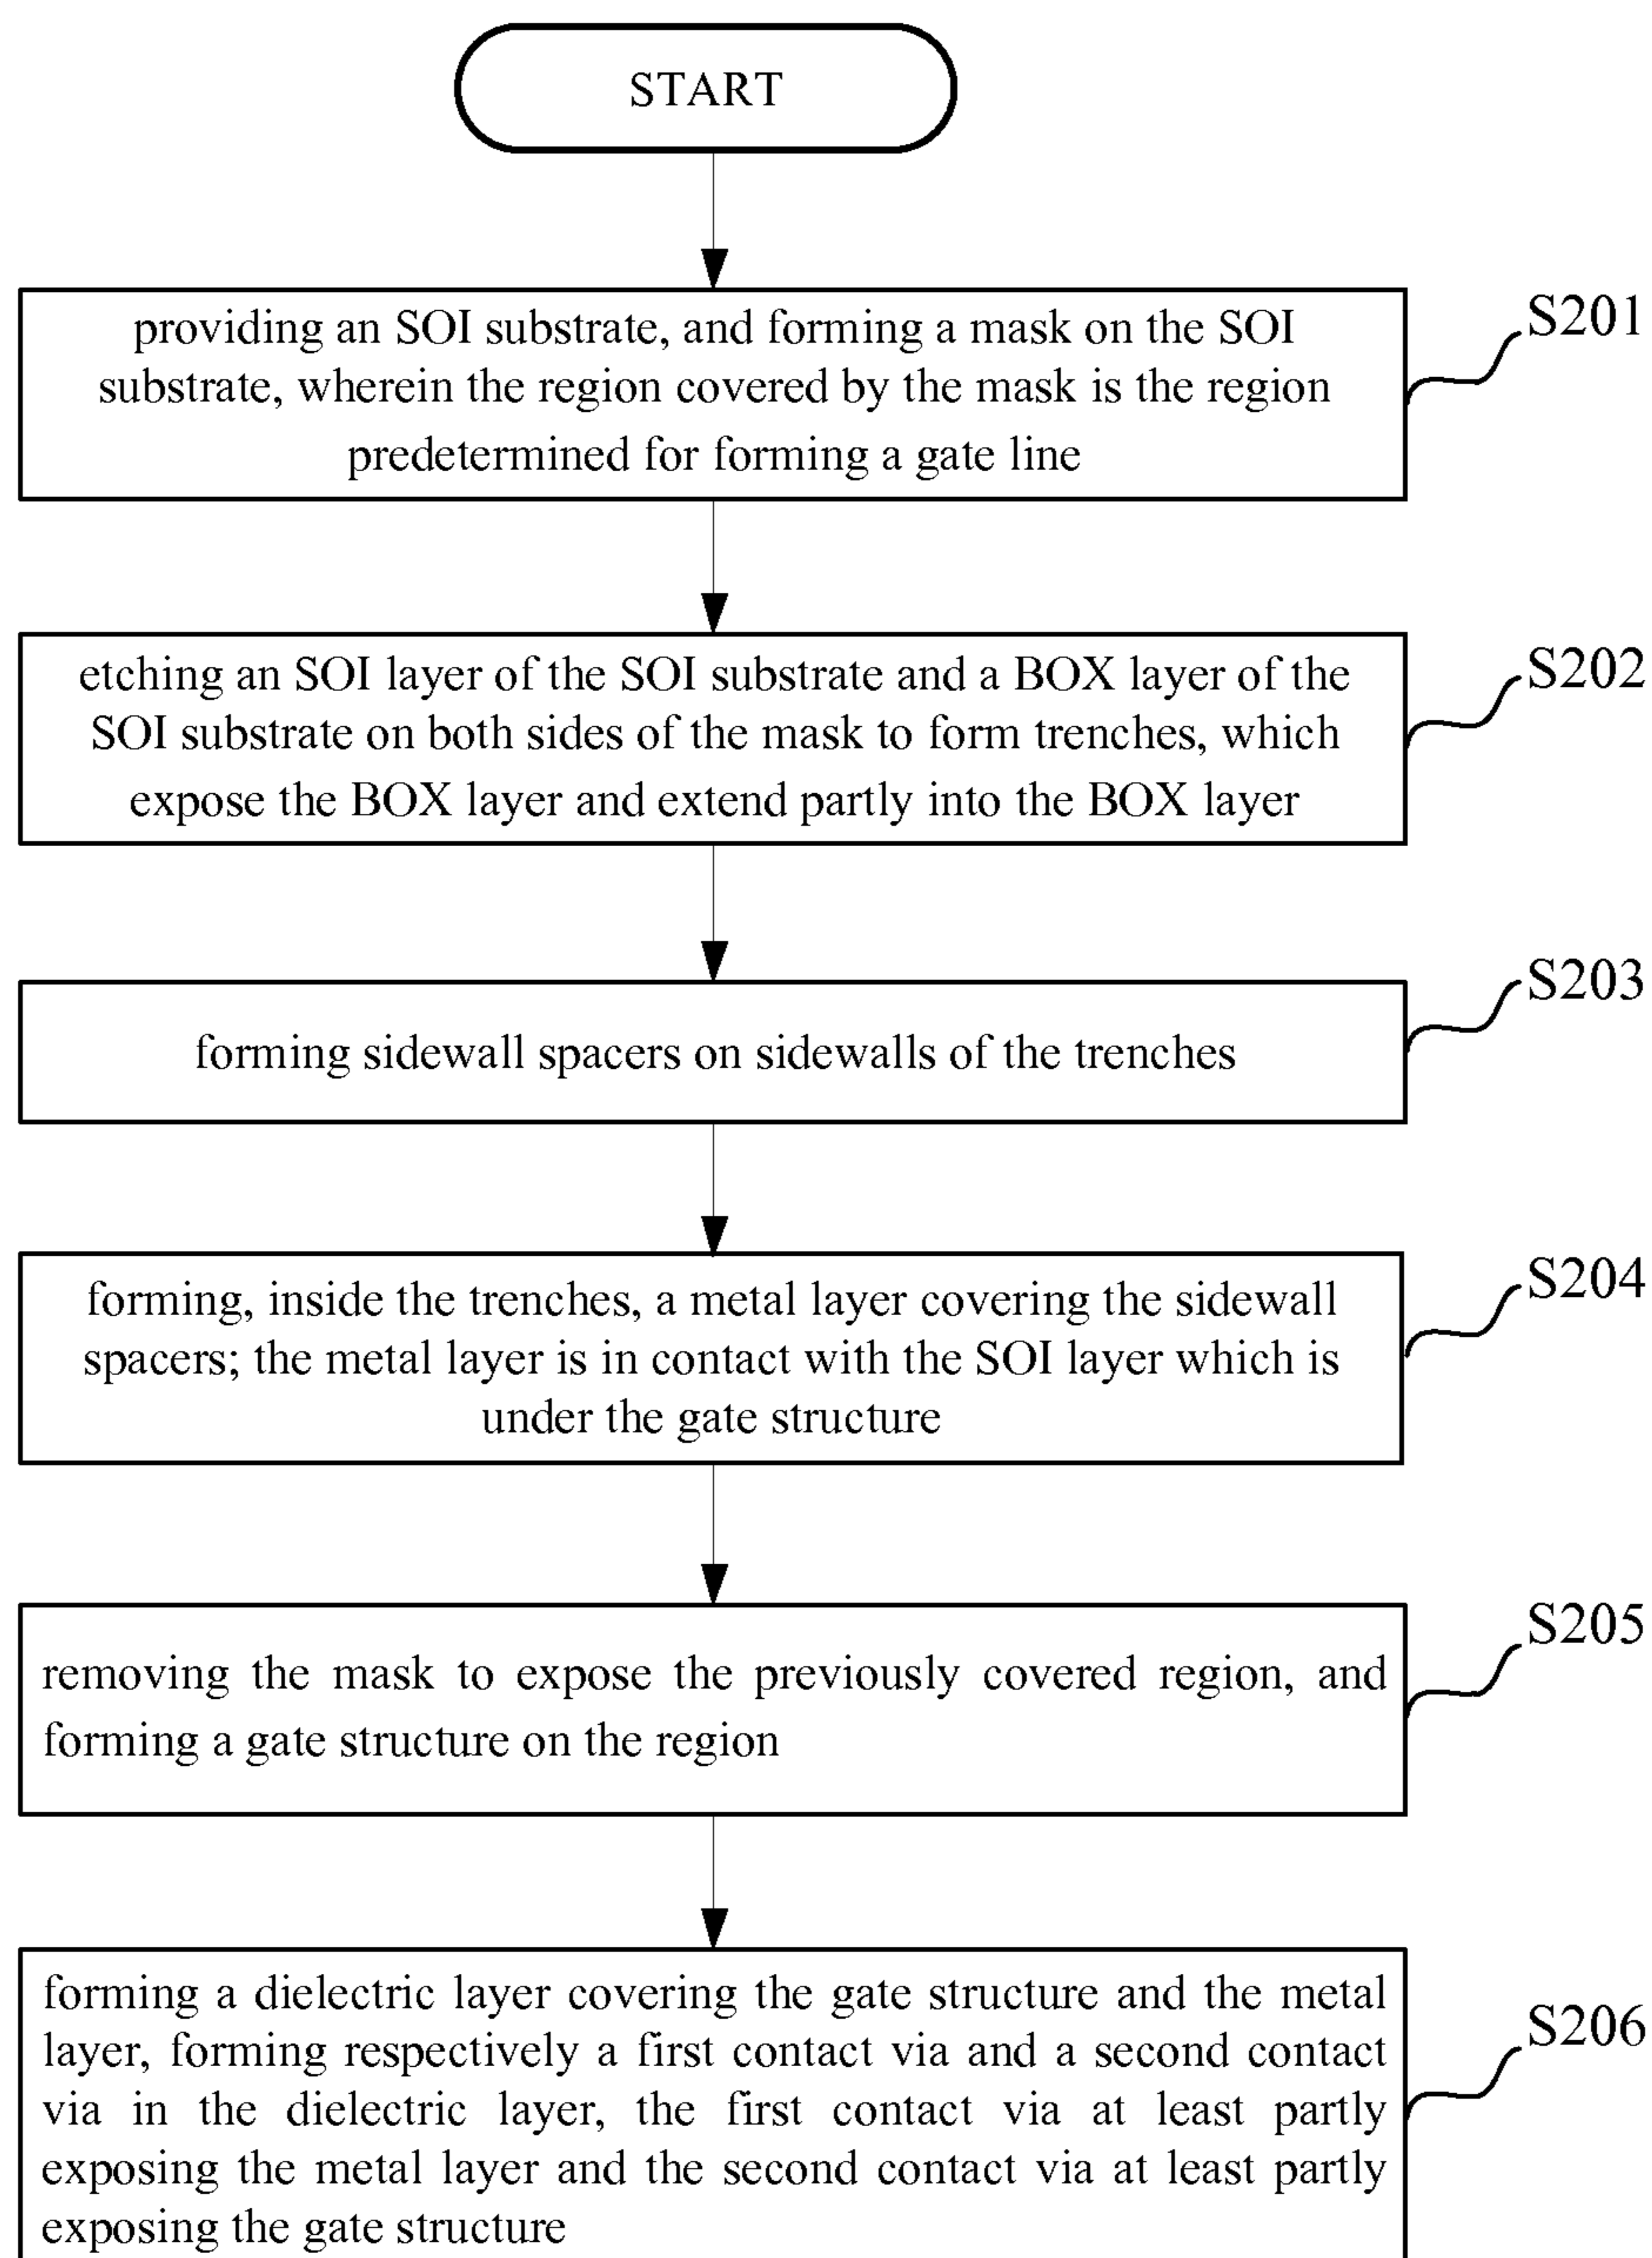 START
providing an SOI substrate, and forming a mask on the SOI
substrate, wherein the region covered by the mask is the region
predetermined for forming a gate line
S201
etching an SOI layer of the SOI substrate and a BOX layer of the
SOI substrate on both sides of the mask to form trenches, which
expose the BOX layer and extend partly into the BOX layer
S202
forming sidewall spacers on sidewalls of the trenches
S203
forming, inside the trenches, a metal layer covering the sidewall
spacers; the metal layer is in contact with the SOI layer which is
under the gate structure
S204
removing the mask to expose the previously covered region, and
forming a gate structure on the region
S205
forming a dielectric layer covering the gate structure and the metal
layer, forming respectively a first contact via and a second contact
via in the dielectric layer, the first contact via at least partly
exposing the metal layer and the second contact via at least partly
exposing the gate structure
S206